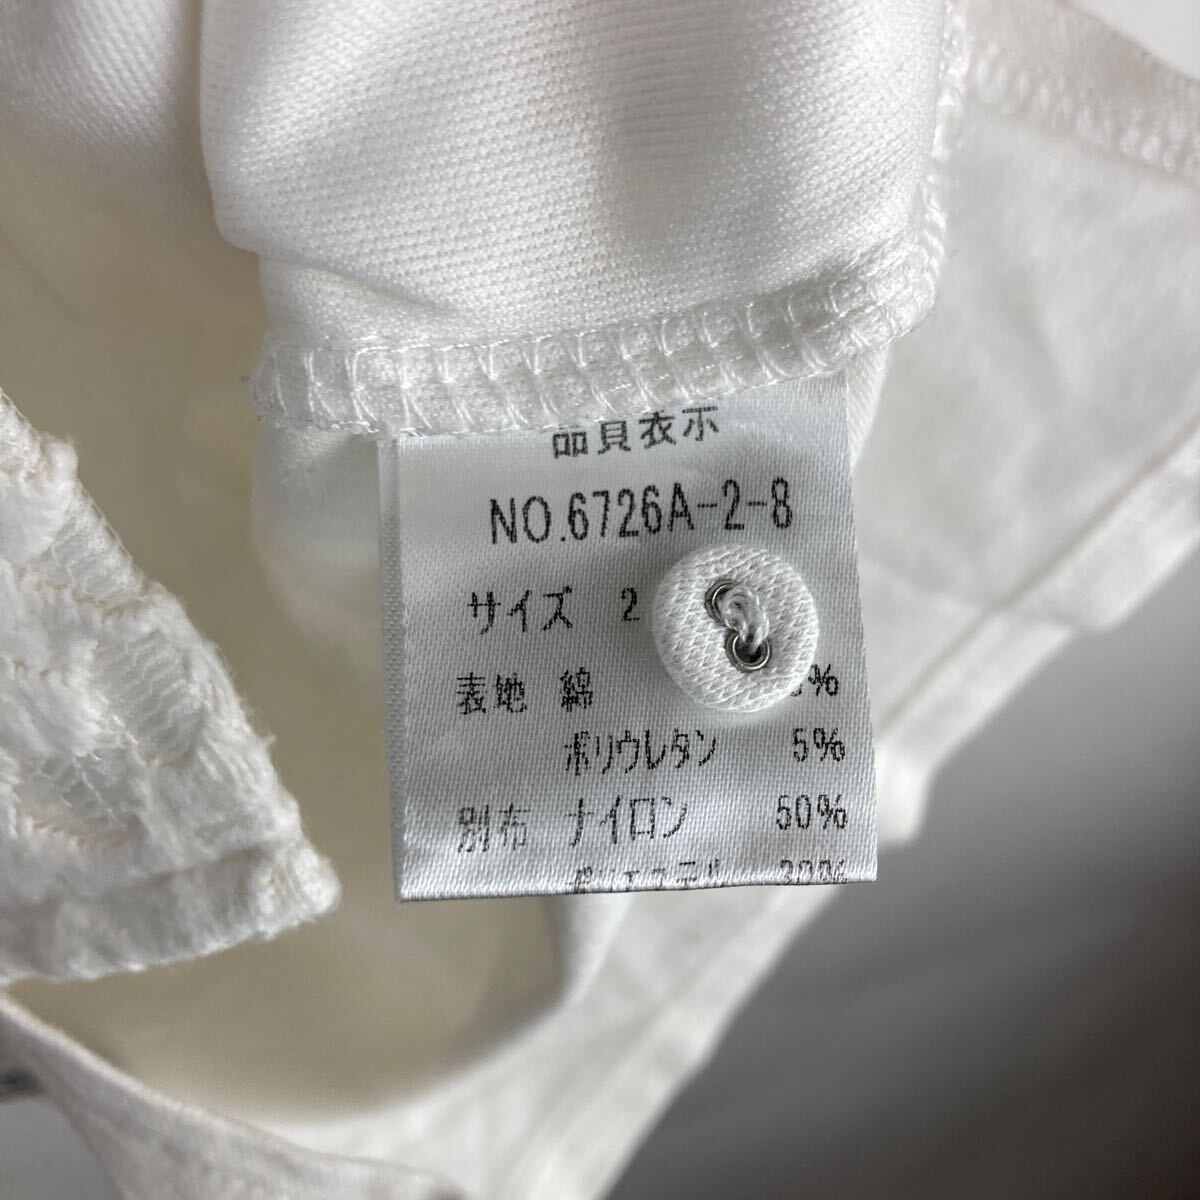 品質表示
NO.6726A-2-8
サイズ 2
表地 綿 %
ポリウレタン 5%
別布 ナイロン 50%